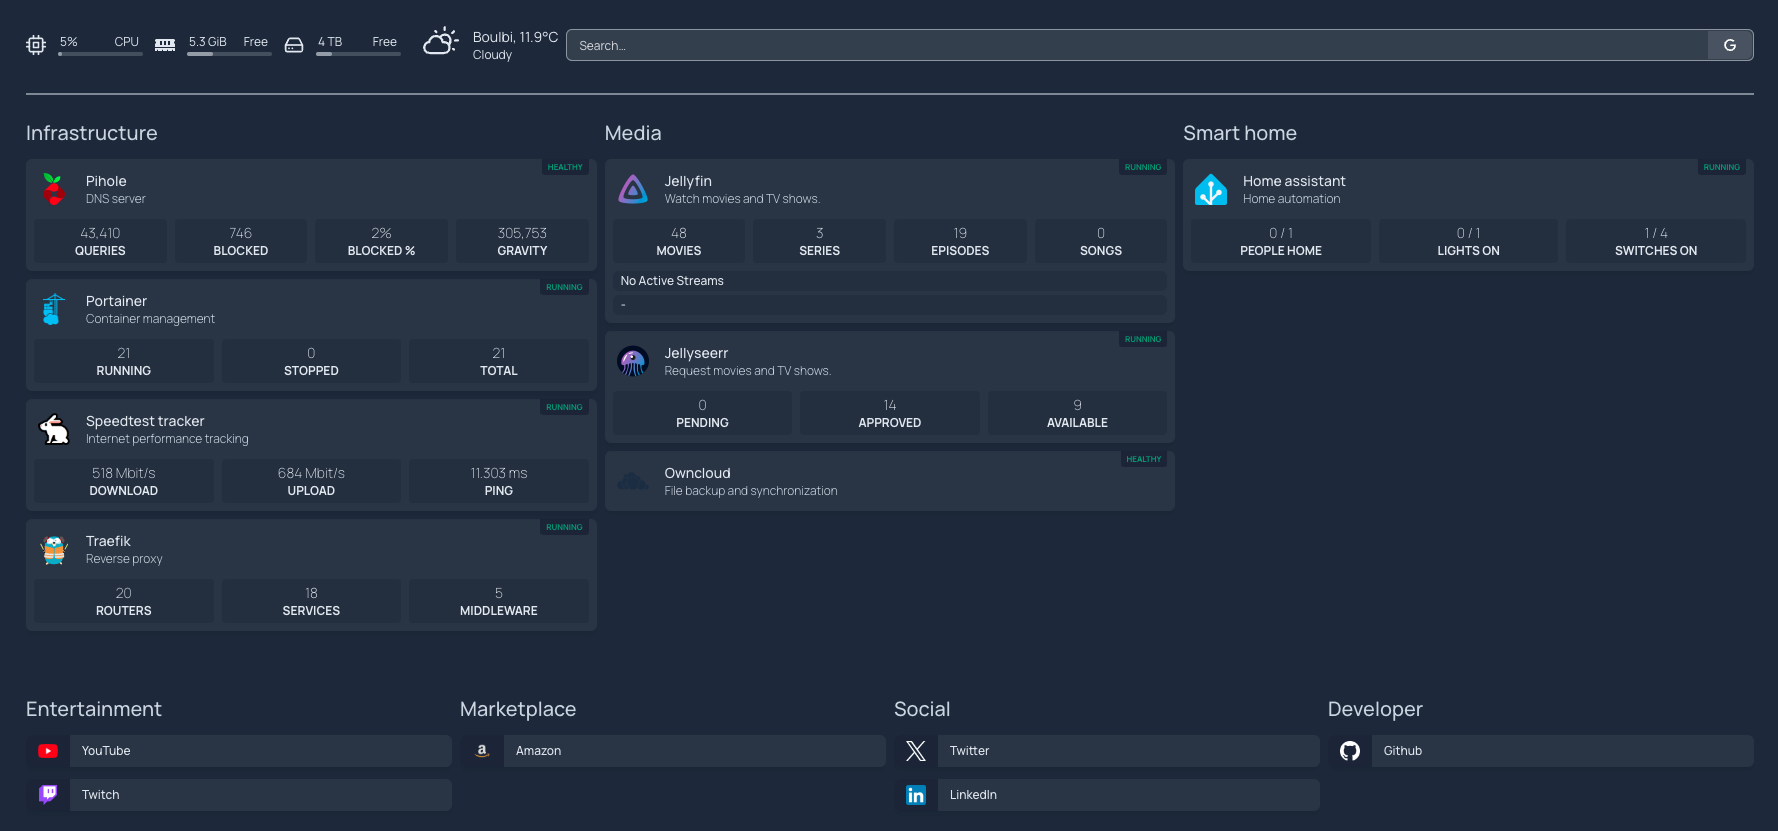 5% CPU
5.3 GiB Free
4 TB Free
Boulbi, 11.9°C
Cloudy
Search...
G
Infrastructure
HEALTHY
Pihole
DNS server
43,410 746 2% 305,753
QUERIES BLOCKED BLOCKED % GRAVITY
RUNNING
Portainer
Container management
21 0 21
RUNNING STOPPED TOTAL
RUNNING
Speedtest tracker
Internet performance tracking
518 Mbit/s 684 Mbit/s 11.303 ms
DOWNLOAD UPLOAD PING
RUNNING
Traefik
Reverse proxy
20 18 5
ROUTERS SERVICES MIDDLEWARE
Media
RUNNING
Jellyfin
Watch movies and TV shows.
48 3 19 0
MOVIES SERIES EPISODES SONGS
No Active Streams
-
RUNNING
Jellyseerr
Request movies and TV shows.
0 14 9
PENDING APPROVED AVAILABLE
HEALTHY
Owncloud
File backup and synchronization
Smart home
RUNNING
Home assistant
Home automation
0 / 1 0 / 1 1 / 4
PEOPLE HOME LIGHTS ON SWITCHES ON
Entertainment
YouTube
Twitch
Marketplace
a Amazon
Social
X Twitter
in LinkedIn
Developer
Github